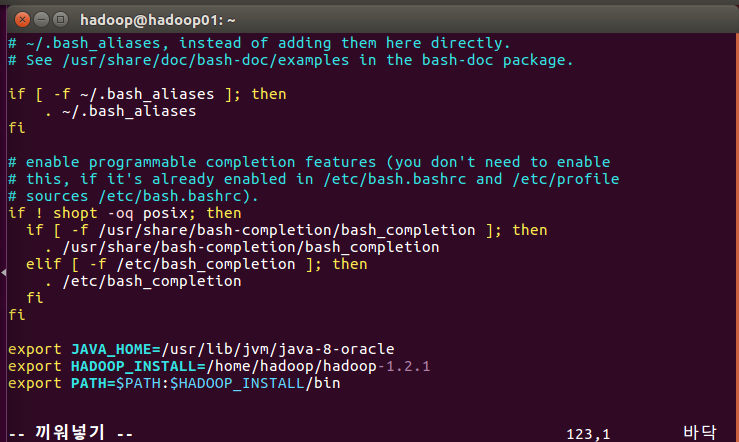 hadoop@hadoop01: ~
# ~/.bash_aliases, instead of adding them here directly.
# See /usr/share/doc/bash-doc/examples in the bash-doc package.
if [ -f ~/.bash_aliases ]; then
    . ~/.bash_aliases
fi
# enable programmable completion features (you don't need to enable
# this, if it's already enabled in /etc/bash.bashrc and /etc/profile
# sources /etc/bash.bashrc).
if ! shopt -oq posix; then
  if [ -f /usr/share/bash-completion/bash_completion ]; then
    . /usr/share/bash-completion/bash_completion
  elif [ -f /etc/bash_completion ]; then
    . /etc/bash_completion
  fi
fi
export JAVA_HOME=/usr/lib/jvm/java-8-oracle
export HADOOP_INSTALL=/home/hadoop/hadoop-1.2.1
export PATH=$PATH:$HADOOP_INSTALL/bin
-- 끼워넣기 -- 123,1 바닥